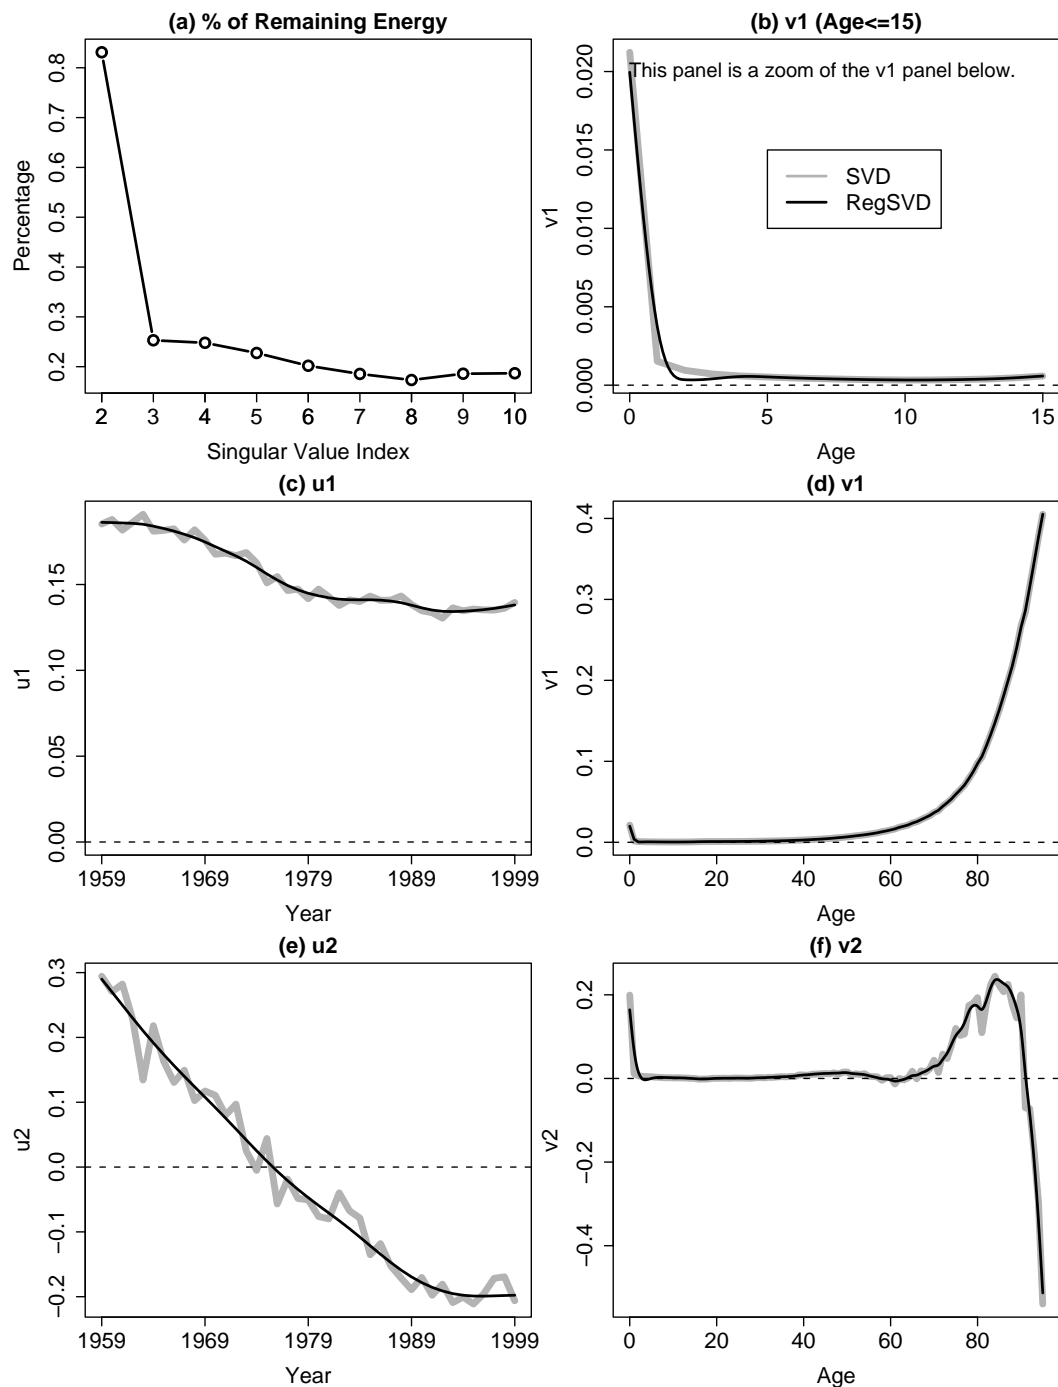 (a) % of Remaining Energy
Percentage
0.2 0.3 0.4 0.5 0.6 0.7 0.8
2 3 4 5 6 7 8 9 10
Singular Value Index
(b) v1 (Age<=15)
This panel is a zoom of the v1 panel below.
SVD
RegSVD
v1
0.000 0.005 0.010 0.015 0.020
0 5 10 15
Age
(c) u1
u1
0.00 0.05 0.10 0.15
1959 1969 1979 1989 1999
Year
(d) v1
v1
0.0 0.1 0.2 0.3 0.4
0 20 40 60 80
Age
(e) u2
u2
−0.2 −0.1 0.0 0.1 0.2 0.3
1959 1969 1979 1989 1999
Year
(f) v2
v2
−0.4 −0.2 0.0 0.2
0 20 40 60 80
Age